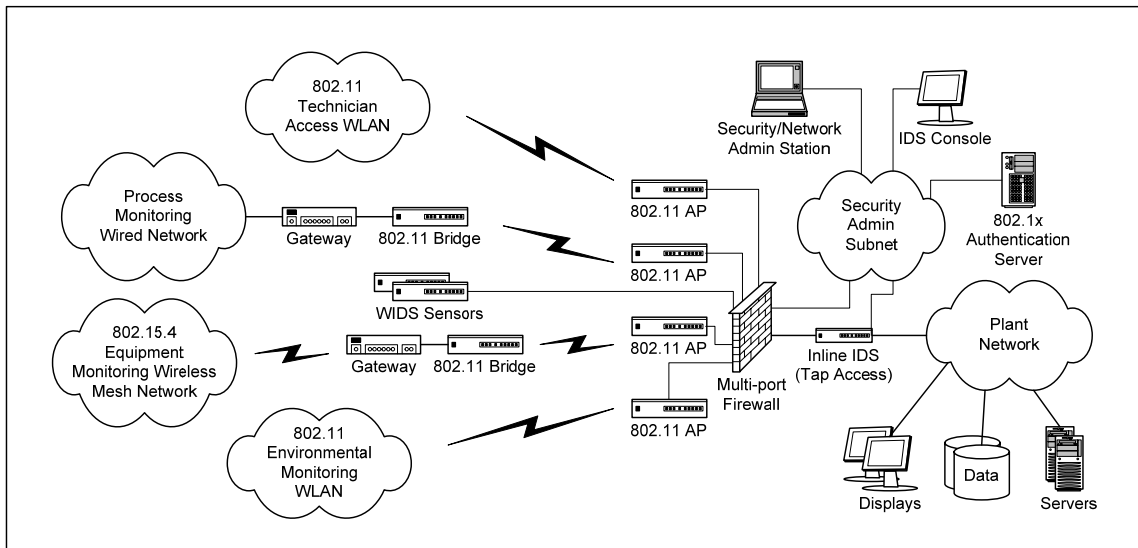 802.11
Technician
Access WLAN
Process
Monitoring
Wired Network
Gateway
802.11 Bridge
WIDS Sensors
802.15.4
Equipment
Monitoring Wireless
Mesh Network
Gateway
802.11 Bridge
802.11
Environmental
Monitoring
WLAN
802.11 AP
802.11 AP
802.11 AP
802.11 AP
Multi-port
Firewall
Security/Network
Admin Station
IDS Console
Security
Admin
Subnet
802.1x
Authentication
Server
Inline IDS
(Tap Access)
Plant
Network
Displays
Data
Servers